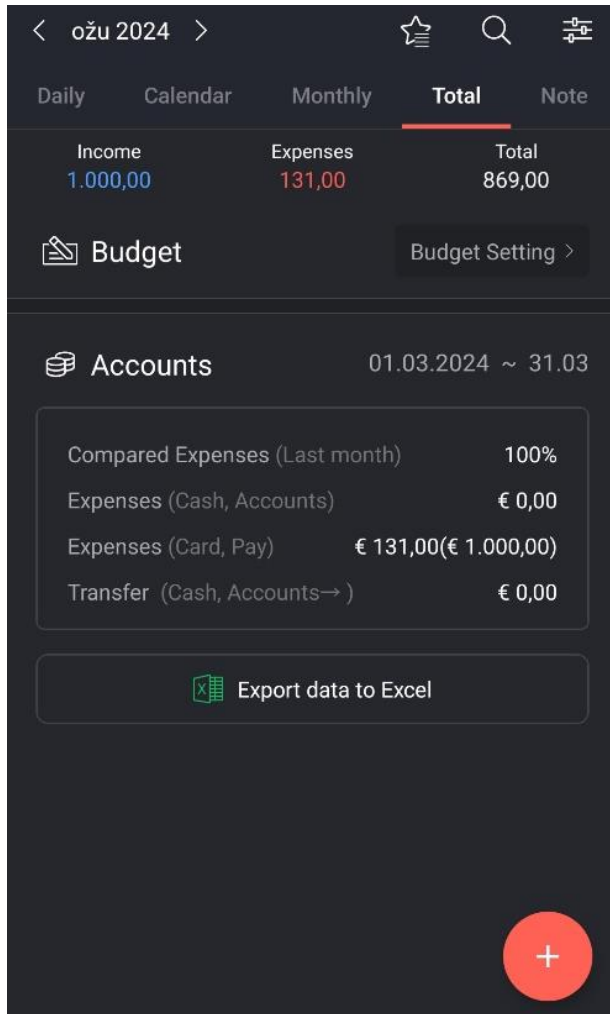 < ožu 2024 >
Daily Calendar Monthly Total Note
Income Expenses Total
1.000,00 131,00 869,00
Budget Budget Setting >
Accounts 01.03.2024 ~ 31.03
Compared Expenses (Last month) 100%
Expenses (Cash, Accounts) € 0,00
Expenses (Card, Pay) € 131,00(€ 1.000,00)
Transfer (Cash, Accounts→ ) € 0,00
Export data to Excel
+